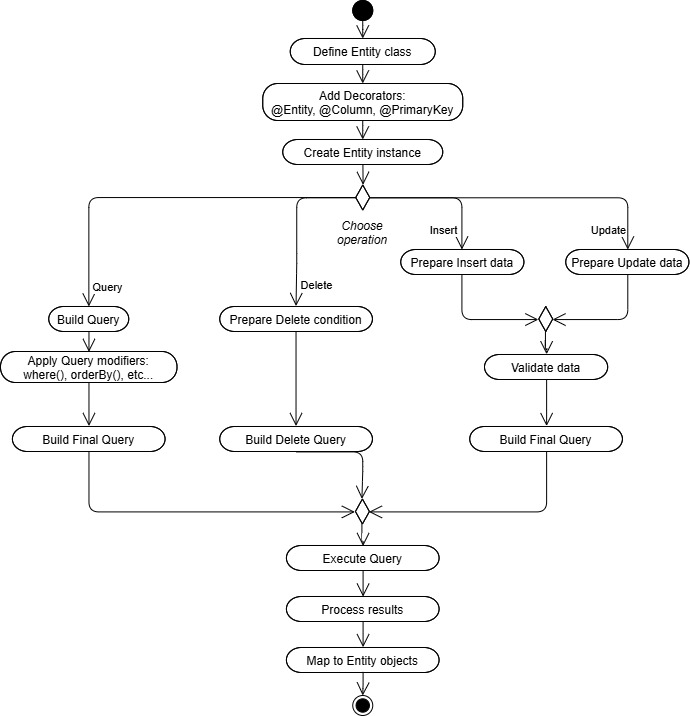 Define Entity class
Add Decorators:
@Entity, @Column, @PrimaryKey
Create Entity instance
Choose
operation
Insert
Update
Prepare Insert data
Prepare Update data
Query
Delete
Build Query
Prepare Delete condition
Apply Query modifiers:
where(), orderBy(), etc...
Validate data
Build Final Query
Build Delete Query
Build Final Query
Execute Query
Process results
Map to Entity objects